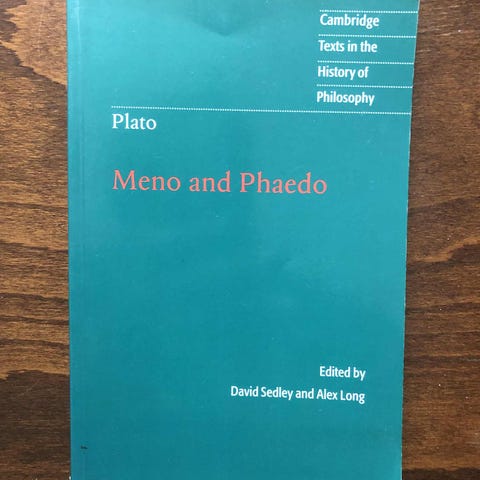 Cambridge
Texts in the
History of
Philosophy
Plato
Meno and Phaedo
Edited by
David Sedley and Alex Long